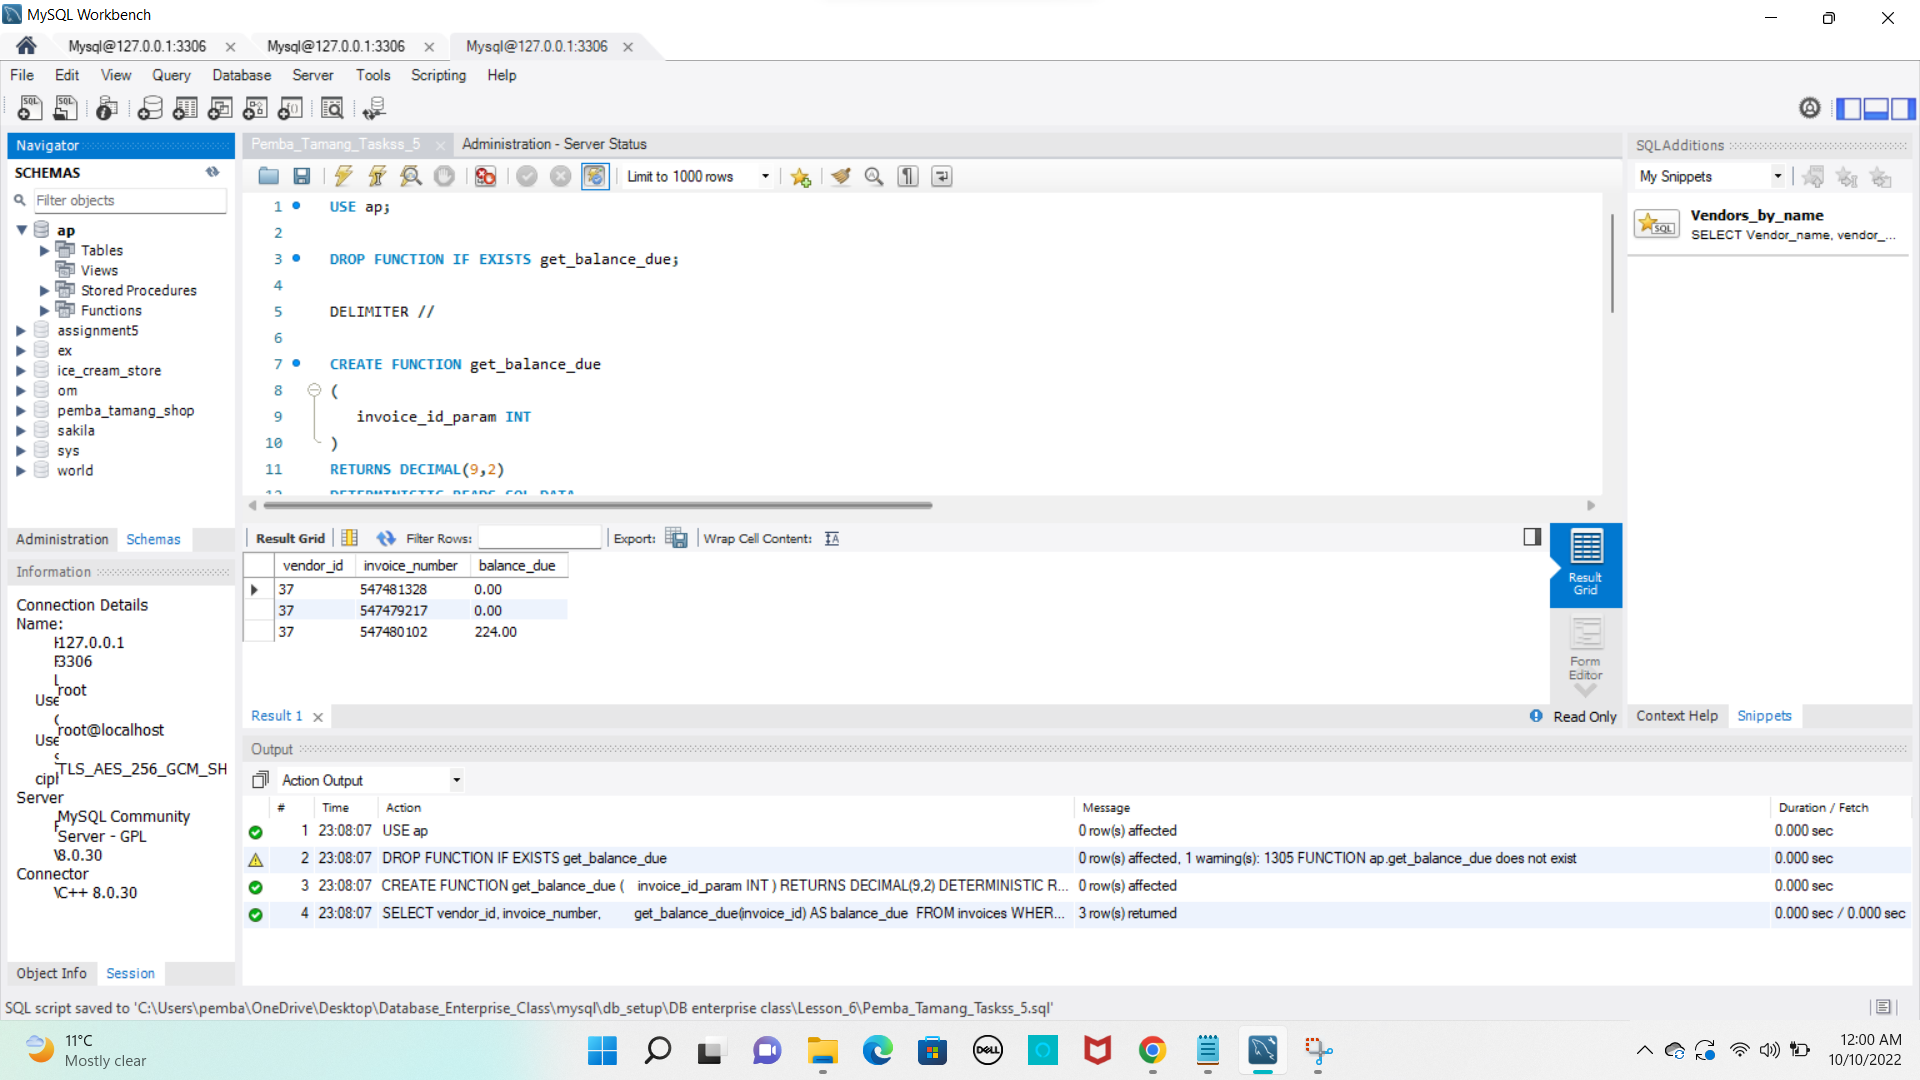 MySQL Workbench
Mysql@127.0.0.1:3306 Mysql@127.0.0.1:3306 Mysql@127.0.0.1:3306
File Edit View Query Database Server Tools Scripting Help
Navigator
SCHEMAS
Filter objects
ap
Tables
Views
Stored Procedures
Functions
assignment5
ex
ice_cream_store
om
pemba_tamang_shop
sakila
sys
world
Administration Schemas
Information
Connection Details
Name:
127.0.0.1
3306
root
Use
root@localhost
Use
TLS_AES_256_GCM_SH
ciph
Server
MySQL Community
Server - GPL
8.0.30
Connector
C++ 8.0.30
Object Info Session
Pemba_Tamang_Taskss_5 Administration - Server Status
Limit to 1000 rows
1 USE ap;
2
3 DROP FUNCTION IF EXISTS get_balance_due;
4
5 DELIMITER //
6
7 CREATE FUNCTION get_balance_due
8 (
9 invoice_id_param INT
10 )
11 RETURNS DECIMAL(9,2)
12 DETERMINISTIC READS SQL DATA
Result Grid Filter Rows: Export: Wrap Cell Content:
vendor_id invoice_number balance_due
37 547481328 0.00
37 547479217 0.00
37 547480102 224.00
Result Grid
Form Editor
Result 1 Read Only
SQLAdditions
My Snippets
Vendors_by_name
SELECT Vendor_name, vendor_...
Context Help Snippets
Output
Action Output
# Time Action Message Duration / Fetch
1 23:08:07 USE ap 0 row(s) affected 0.000 sec
2 23:08:07 DROP FUNCTION IF EXISTS get_balance_due 0 row(s) affected, 1 warning(s): 1305 FUNCTION ap.get_balance_due does not exist 0.000 sec
3 23:08:07 CREATE FUNCTION get_balance_due ( invoice_id_param INT ) RETURNS DECIMAL(9,2) DETERMINISTIC R... 0 row(s) affected 0.000 sec
4 23:08:07 SELECT vendor_id, invoice_number, get_balance_due(invoice_id) AS balance_due FROM invoices WHER... 3 row(s) returned 0.000 sec / 0.000 sec
SQL script saved to 'C:\Users\pemba\OneDrive\Desktop\Database_Enterprise_Class\mysql\db_setup\DB enterprise class\Lesson_6\Pemba_Tamang_Taskss_5.sql'
11°C
Mostly clear
DELL
12:00 AM
10/10/2022